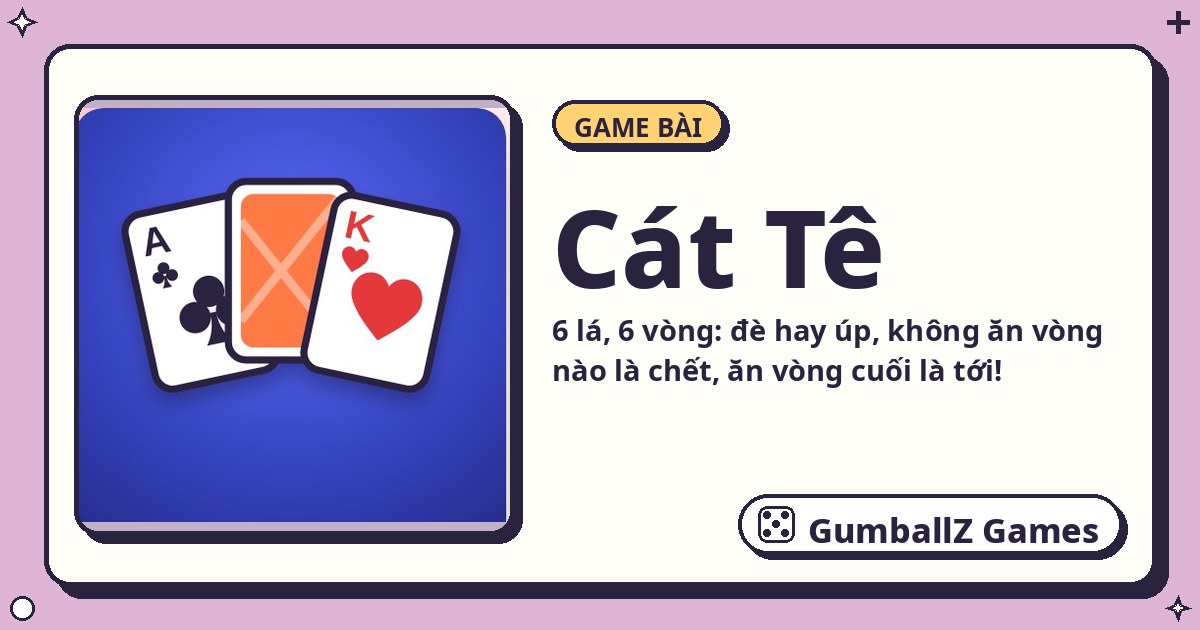 A
K
GAME BÀI
Cát Tê
6 lá, 6 vòng: đè hay úp, không ăn vòng
nào là chết, ăn vòng cuối là tới!
GumballZ Games